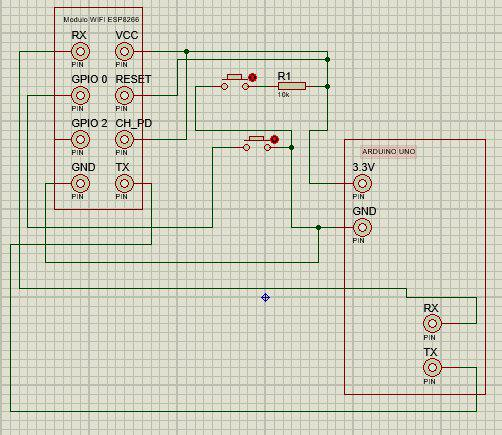 Modulo WIFI ESP8266
RX VCC
PIN PIN
GPIO 0 RESET
PIN PIN
GPIO 2 CH_PD
PIN PIN
GND TX
PIN PIN
R1
10k
ARDUINO UNO
3.3V
PIN
GND
PIN
RX
PIN
TX
PIN